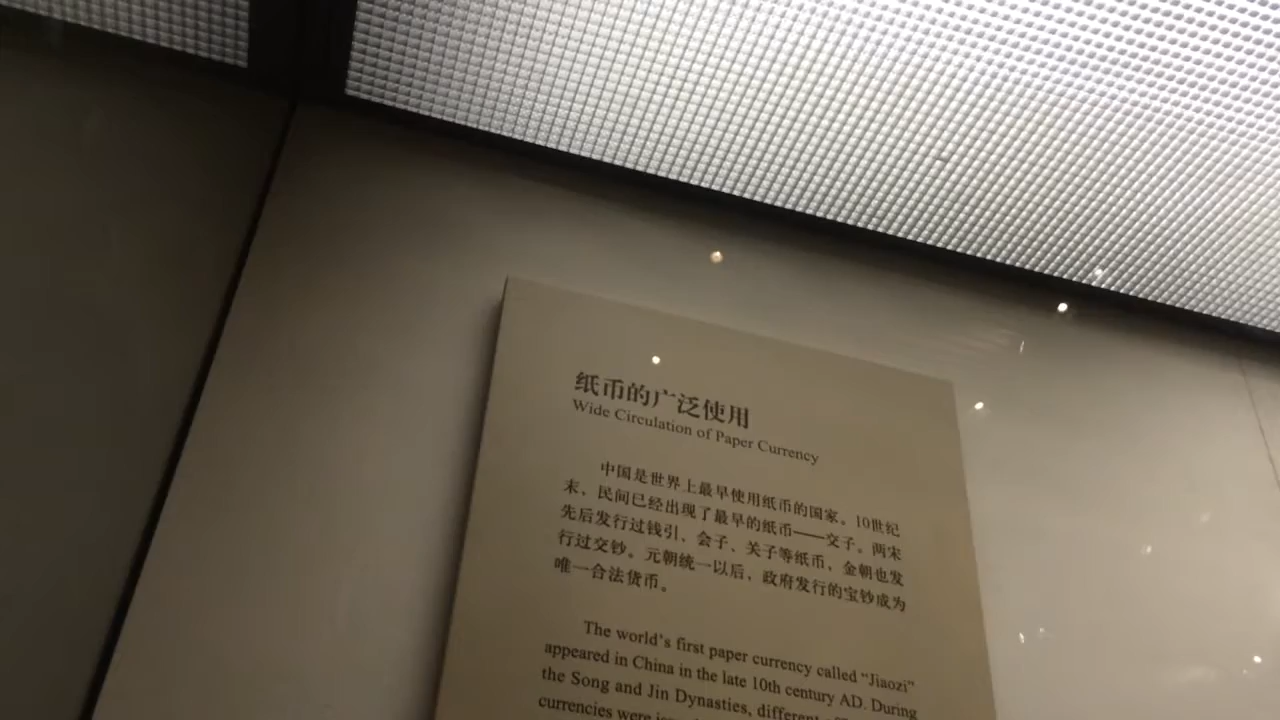 纸币的广泛使用
Wide Circulation of Paper Currency
中国是世界上最早使用纸币的国家。10世纪
末，民间已经出现了最早的纸币——交子。两宋
先后发行过钱引、会子、关子等纸币，金朝也发
行过交钞。元朝统一以后，政府发行的宝钞成为
唯一合法货币。
The world's first paper currency called "Jiaozi"
appeared in China in the late 10th century AD. During
the Song and Jin Dynasties, different
currencies were